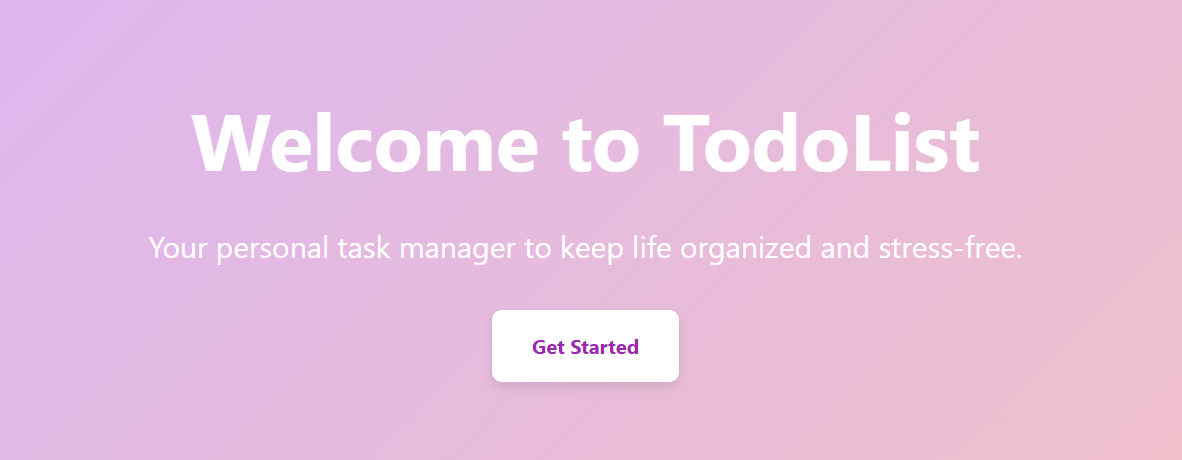 Welcome to TodoList
Your personal task manager to keep life organized and stress-free.
Get Started